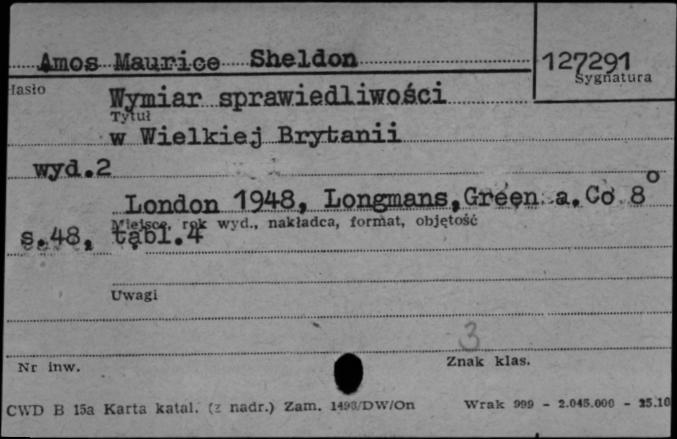 Amos Maurice Sheldon
127291
Sygnatura
Hasło
Wymiar sprawiedliwości
Tytuł
w Wielkiej Brytanii
wyd.2
London 1948, Longmans,Green a.Co 8°
Miejsce, rok wyd., nakładca, format, objętość
s.48, tabl.4
Uwagi
3
Nr inw.
Znak klas.
CWD B 15a Karta katal. (z nadr.) Zam. 1493/DW/On
Wrak 999 - 2.045.000 - 25.10